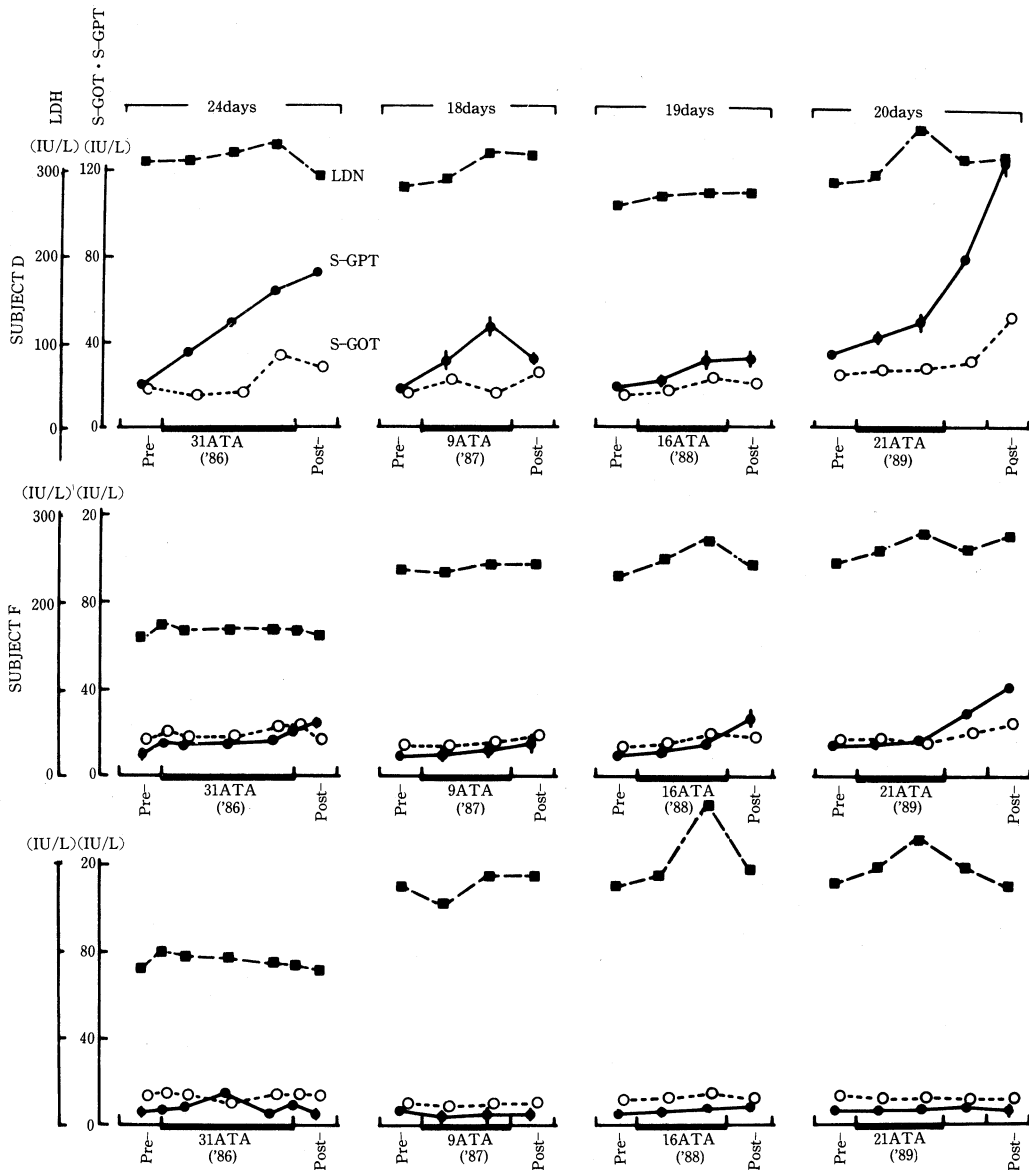 LDH
S-GOT・S-GPT
24days
18days
19days
20days
(IU/L) (IU/L)
300
120
LDN
200
80
S-GPT
SUBJECT D
100
40
S-GOT
0
0
Pre-
31ATA
('86)
Post-
Pre-
9ATA
('87)
Post-
Pre-
16ATA
('88)
Post-
Pre-
21ATA
('89)
Post-
(IU/L) (IU/L)
300
20
200
80
SUBJECT F
40
0
0
Pre-
31ATA
('86)
Post-
Pre-
9ATA
('87)
Post-
Pre-
16ATA
('88)
Post-
Pre-
21ATA
('89)
Post-
(IU/L) (IU/L)
20
80
40
0
Pre-
31ATA
('86)
Post-
Pre-
9ATA
('87)
Post-
Pre-
16ATA
('88)
Post-
Pre-
21ATA
('89)
Post-